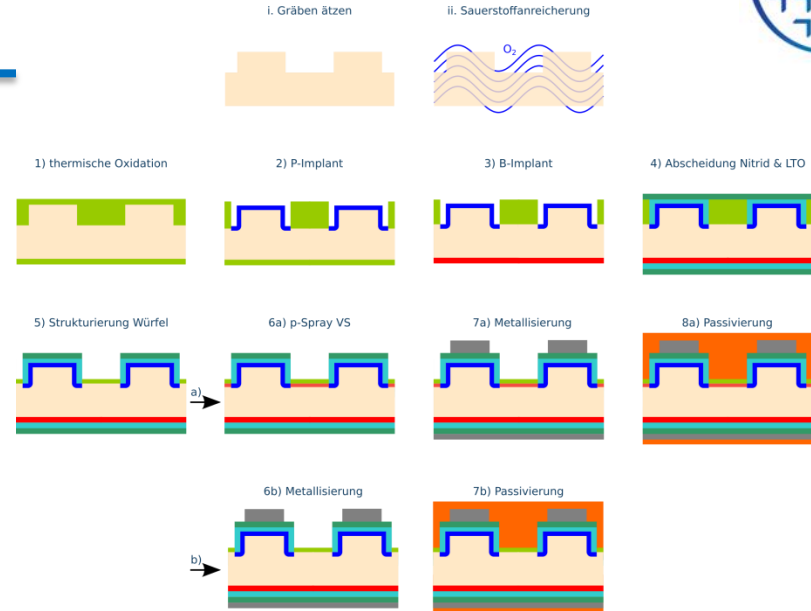 i. Gräben ätzen
ii. Sauerstoffanreicherung
O2
1) thermische Oxidation
2) P-Implant
3) B-Implant
4) Abscheidung Nitrid & LTO
5) Strukturierung Würfel
6a) p-Spray VS
7a) Metallisierung
8a) Passivierung
a)
6b) Metallisierung
7b) Passivierung
b)